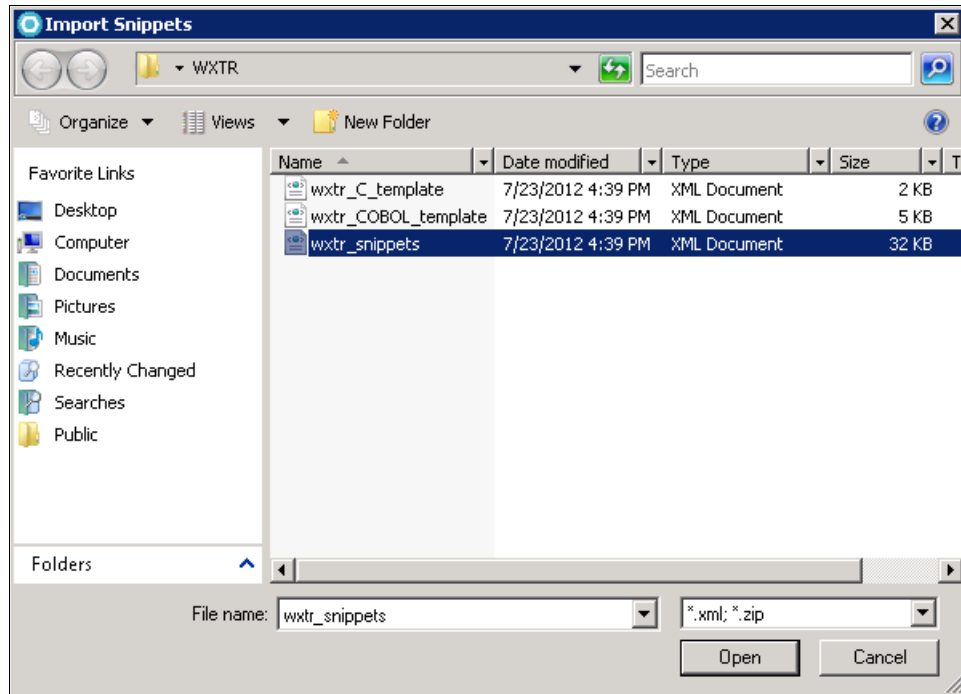 Import Snippets
WXTR
Search
Organize Views New Folder
Favorite Links
Desktop
Computer
Documents
Pictures
Music
Recently Changed
Searches
Public
Folders
Name Date modified Type Size T
wxtr_C_template 7/23/2012 4:39 PM XML Document 2 KB
wxtr_COBOL_template 7/23/2012 4:39 PM XML Document 5 KB
wxtr_snippets 7/23/2012 4:39 PM XML Document 32 KB
File name: wxtr_snippets *.xml; *.zip
Open Cancel